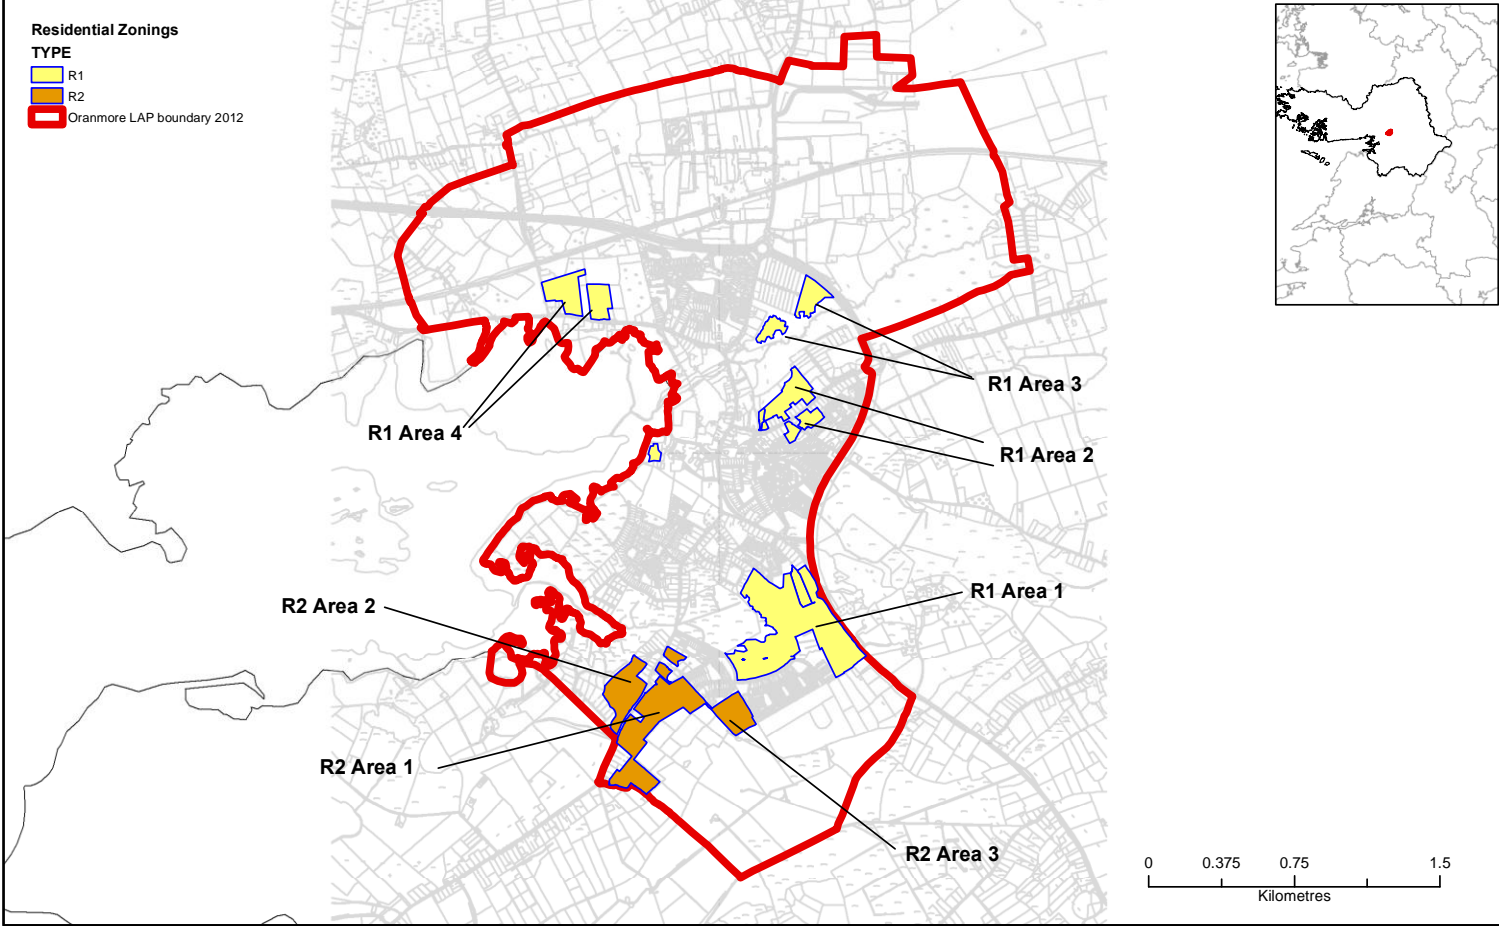 Residential Zonings
TYPE
R1
R2
Oranmore LAP boundary 2012
R1 Area 3
R1 Area 4
R1 Area 2
R1 Area 1
R2 Area 2
R2 Area 1
R2 Area 3
0 0.375 0.75 1.5
Kilometres